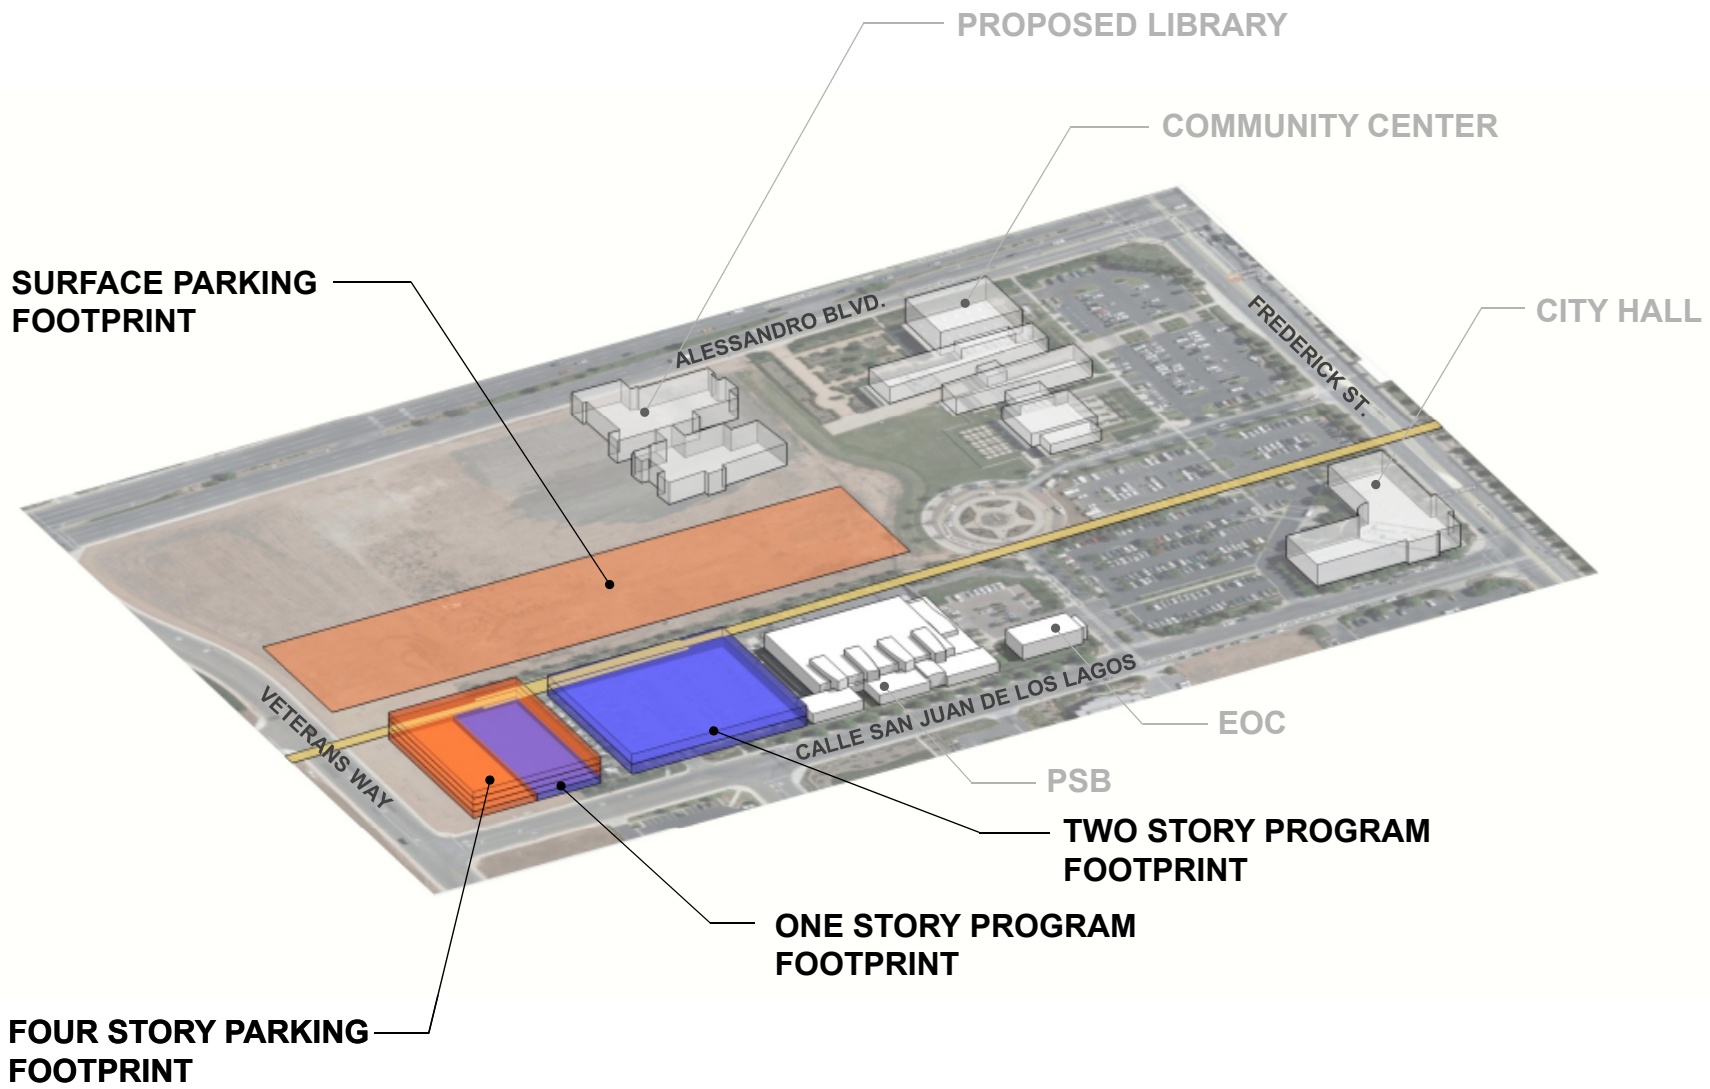 PROPOSED LIBRARY
COMMUNITY CENTER
SURFACE PARKING
FOOTPRINT
ALESSANDRO BLVD.
FREDERICK ST.
CITY HALL
VETERANS WAY
CALLE SAN JUAN DE LOS LAGOS
EOC
PSB
TWO STORY PROGRAM
FOOTPRINT
ONE STORY PROGRAM
FOOTPRINT
FOUR STORY PARKING
FOOTPRINT